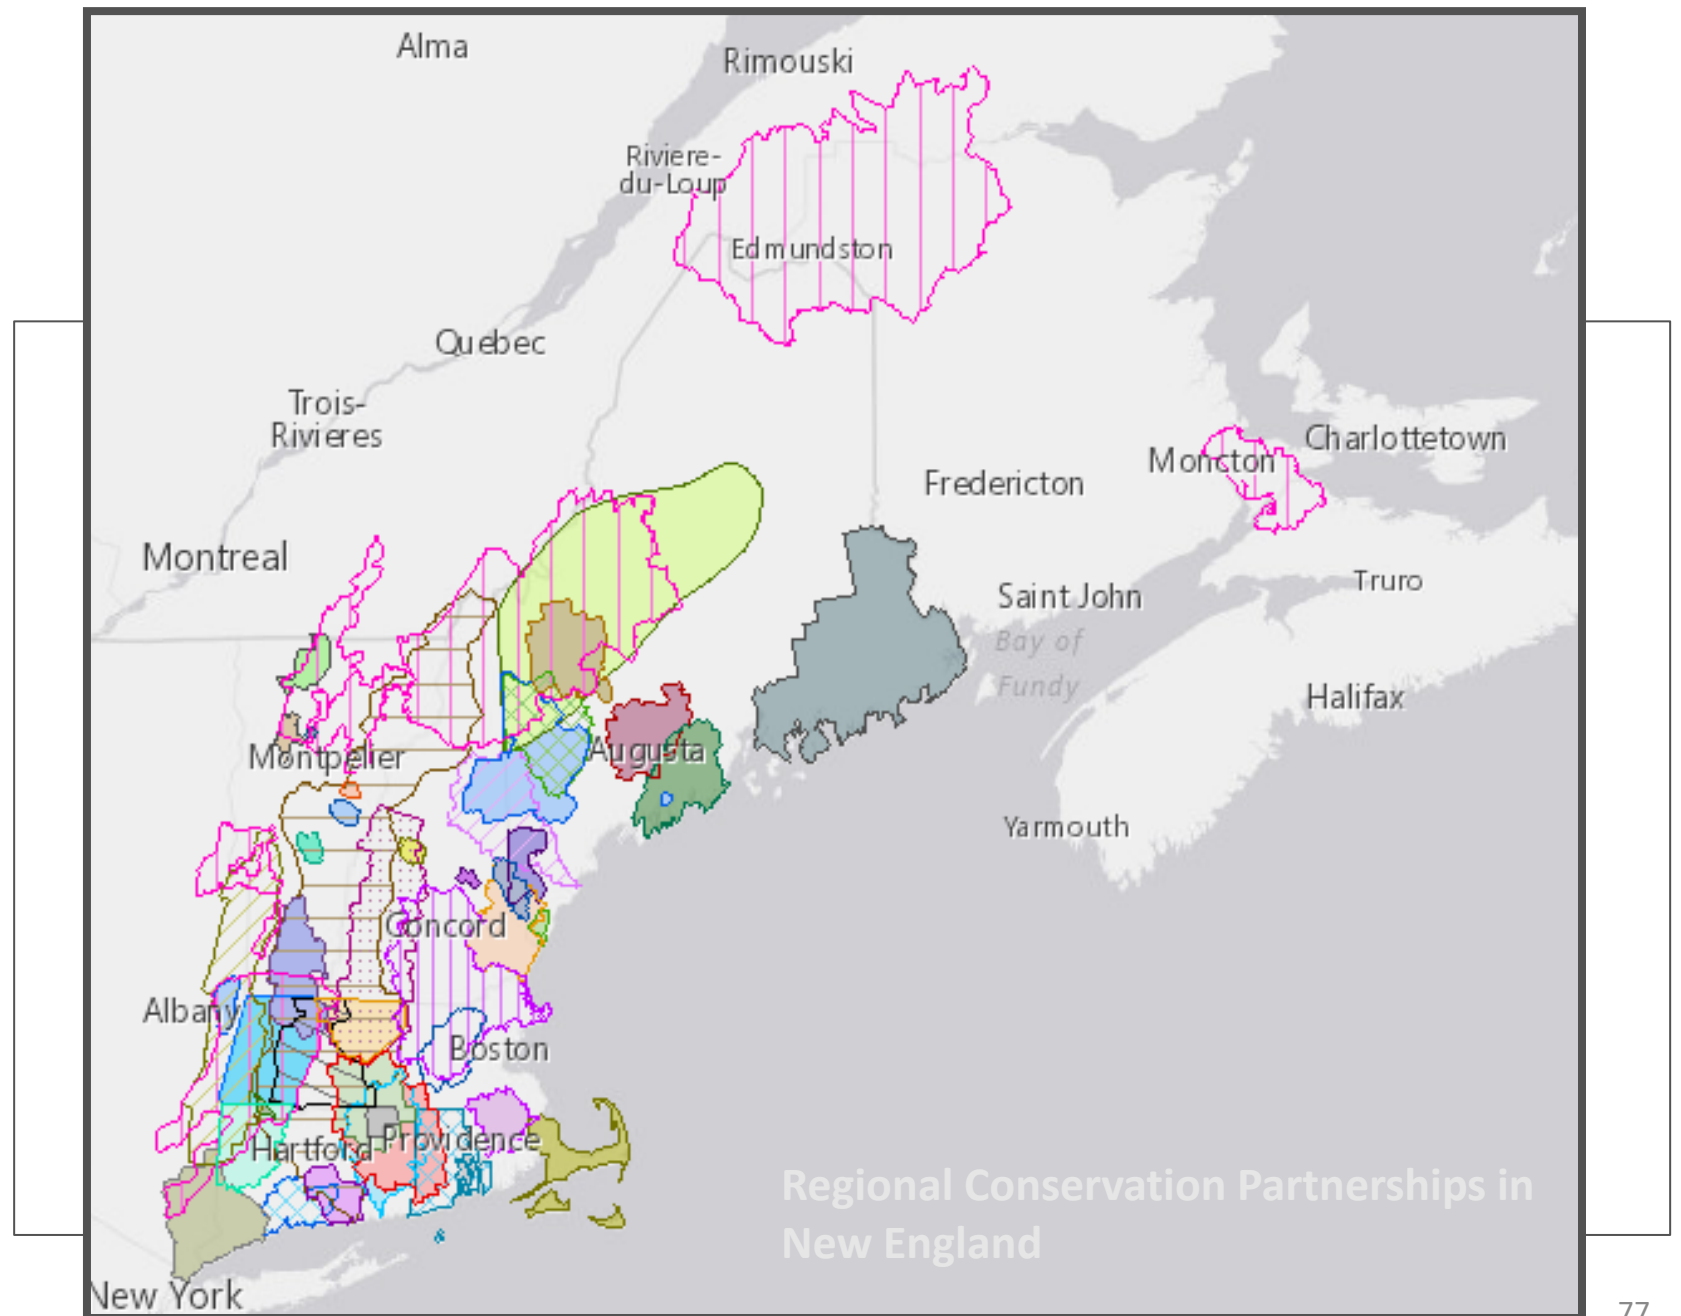 Alma
Rimouski
Riviere-
du-Loup
Edmundston
Quebec
Trois-
Rivieres
Charlottetown
Moncton
Fredericton
Montreal
Truro
Saint John
Bay of
Fundy
Halifax
Augusta
Montpelier
Yarmouth
Concord
Albany
Boston
Providence
Hartford
Regional Conservation Partnerships in
New England
New York
77